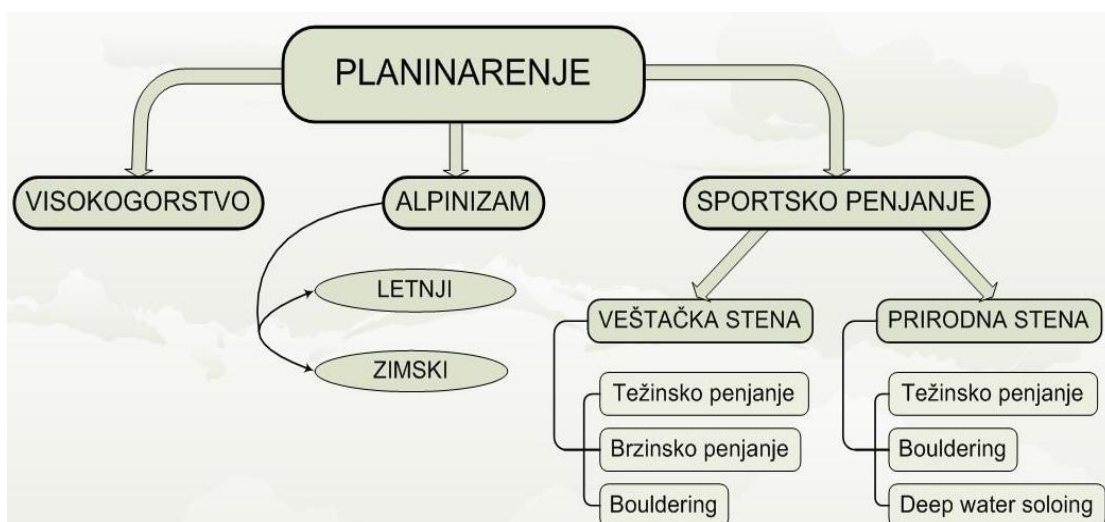 PLANINARENJE
VISOKOGORSTVO
ALPINIZAM
SPORTSKO PENJANJE
LETNJI
ZIMSKI
VEŠTAČKA STENA
PRIRODNA STENA
Težinsko penjanje
Brzinsko penjanje
Bouldering
Težinsko penjanje
Bouldering
Deep water soloing